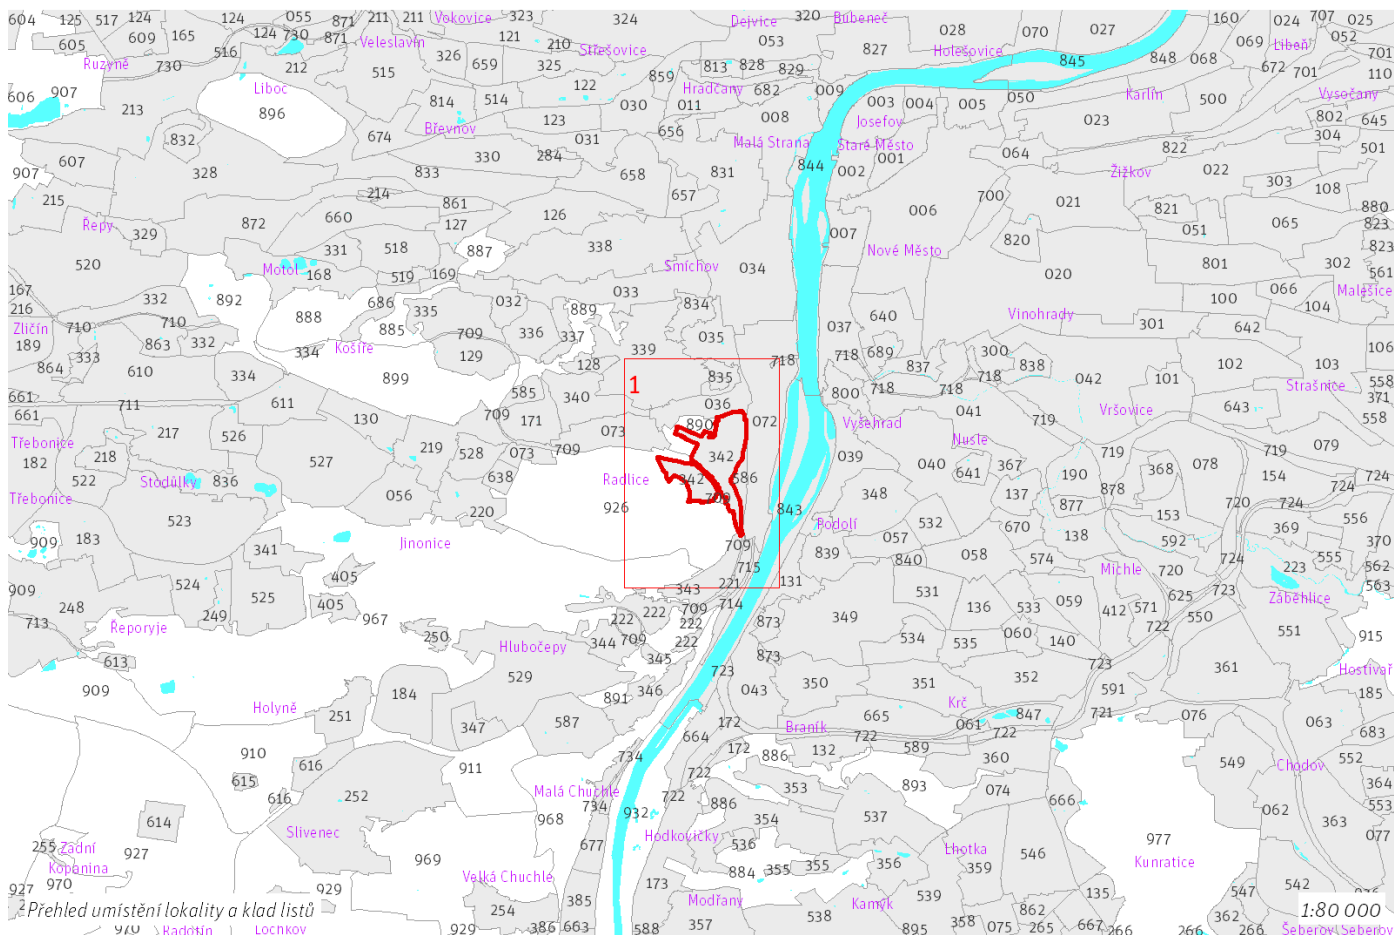 604 125 517 124 055 871 211 211 Vokovice 323 324 Dejvice 320 Bubeneč 028 070 027 160 024 707 025
605 609 165 516 124 730 871 Veleslavín 326 121 210 Střešovice 053 827 Holešovice 845 848 068 069 Libeň 052 701
Ruzyně 730 212 515 659 325 122 859 813 828 829 672 701 110
606 907 213 Liboc 896 814 514 Břevnov 123 030 Hradčany 011 682 008 009 003 004 005 050 Karlín 500 Vysočany 802 645
832 674 031 656 Malá Strana Josefov Staré Město 023 822 304 501
607 328 330 284 833 658 831 844 001 002 064 Žižkov 022 303 108
907 215 214 861 657 700 021 880
Řepy 329 872 660 127 126 006 821 051 065 823
331 518 887 338 007 Nové Město 820 823
520 Motol 168 519 169 Smíchov 034 020 801 302 561
167 216 332 892 686 032 033 889 834 066 Malešice
Zličín 710 710 888 885 335 709 336 337 035 037 640 Vinohrady 100 104
189 333 863 332 334 Košíře 129 339 301 642 106
864 610 334 899 128 718 718 689 837 300 838 102 103
661 711 611 585 340 1 835 718 718 718 042 101 Strašnice 558
661 130 709 171 036 800 041 Vršovice 643 371 558
Třebonice 217 526 219 073 890 072 Vyšehrad Nusle 719 719 079
182 218 527 528 073 709 342 039 040 641 367 719 368 078 719 154
522 Stodůlky 836 638 Radlice 342 586 190 724 724
Třebonice 523 056 220 926 709 843 348 137 877 878 720 724
909 183 341 Jinonice 709 Podolí 057 532 670 138 153 592 369 556 370
405 715 839 840 058 574 Michle 720 724 555 562
909 524 525 343 221 131 531 223 563
248 249 405 967 222 709 714 873 349 136 533 059 412 571 625 723 Záběhlice
713 Řeporyje 250 222 222 534 535 060 140 722 550 551 915
613 Hlubočepy 344 709 345 222 873 723 Hostivař
909 184 529 723 350 351 352 361 185
Holyně 251 891 346 043 Krč 591
347 587 172 Braník 665 061 847 721 076 063 683
910 616 734 664 172 722 589 722
615 911 886 132 360 549 Chodov 552
616 252 Malá Chuchle 722 353 893 074 364
614 734 932 722 886 537 666 062 553
Slivenec 968 354 363 077
255 Zadní Kopanina 927 969 677 Hodkovičky 536 Lhotka 546 977
970 Velká Chuchle 884 355 355 356 359 Kunratice
927 929 173 547 542
Přehled umístění lokality a klad listů 254 385 Modřany Kamýk 539 862 135 1:80 000
970 Radotín Lochkov 929 386 663 588 357 538 895 358 075 265 667 266 362 266 Šeberov Šeberov